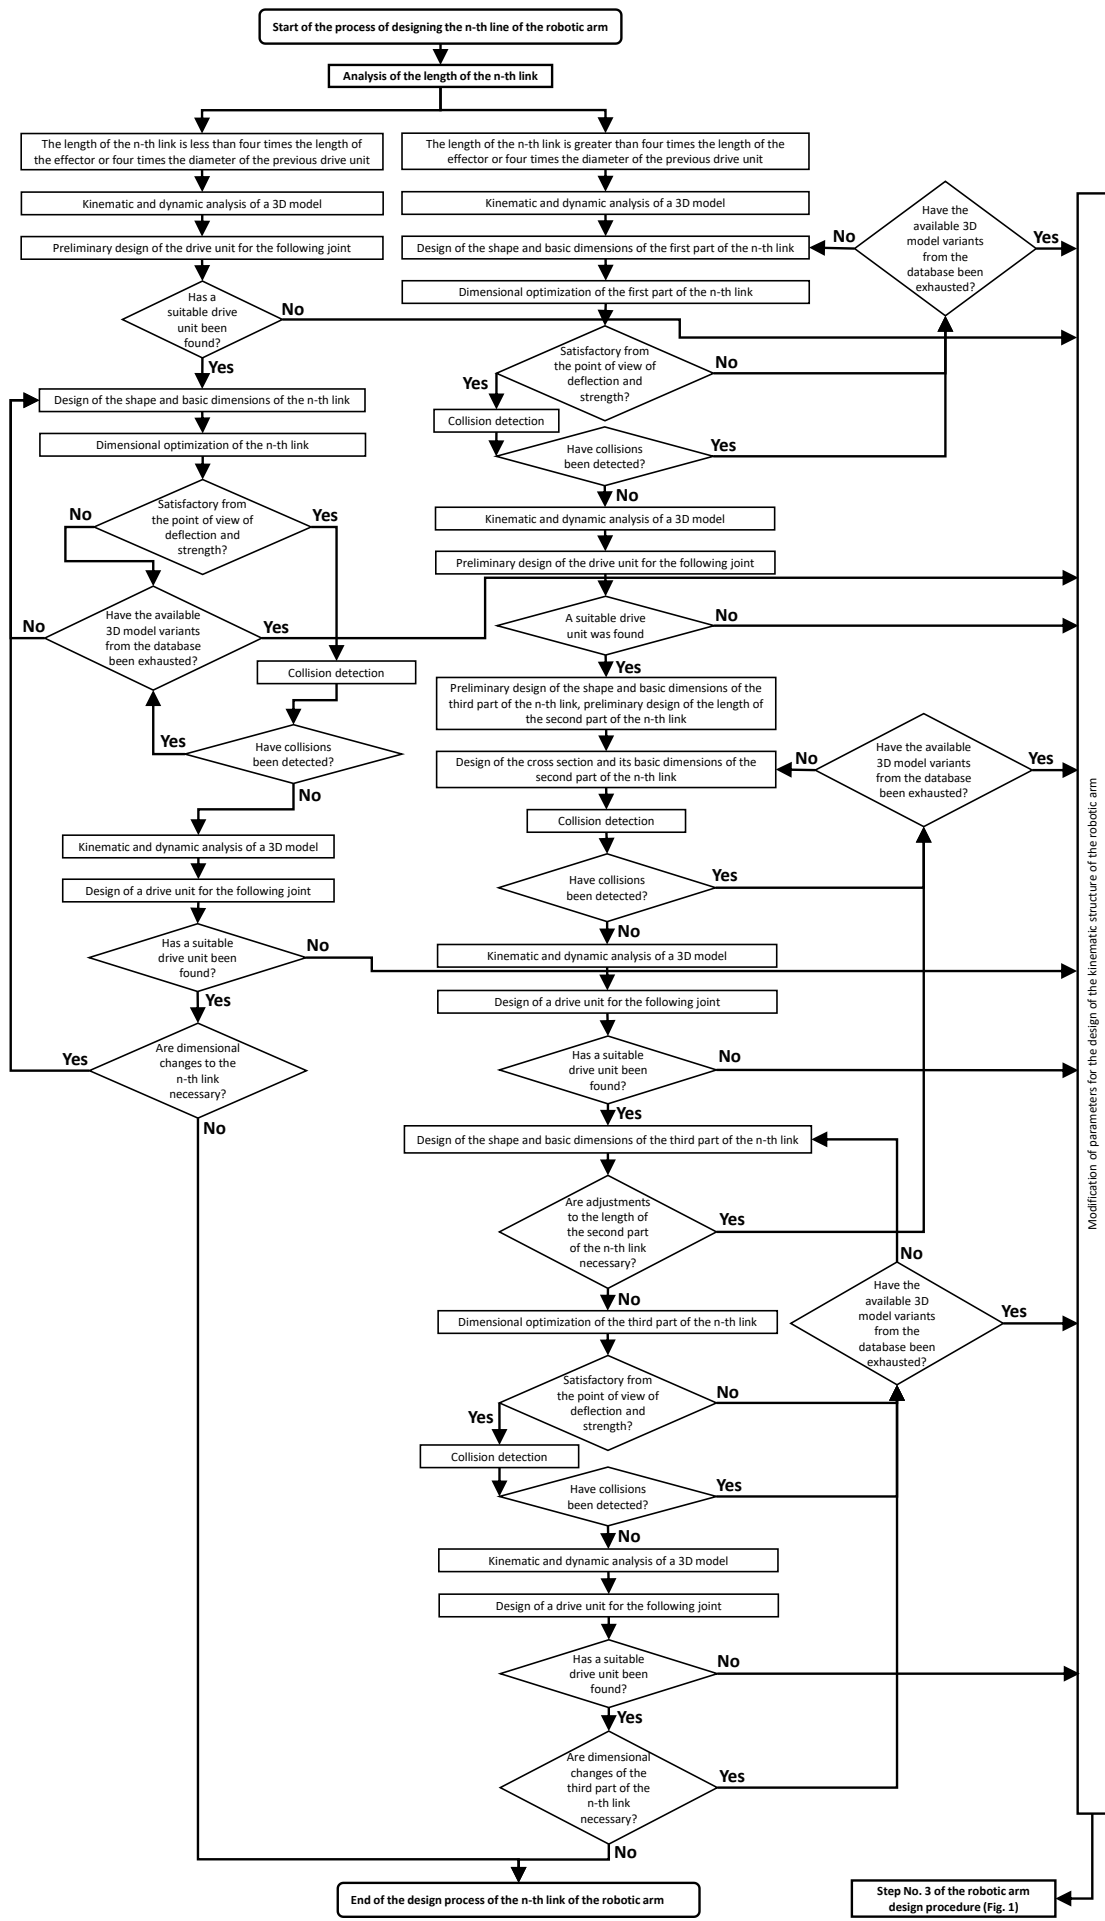 Start of the process of designing the n-th line of the robotic arm
Analysis of the length of the n-th link
The length of the n-th link is less than four times the length of
the effector or four times the diameter of the previous drive unit
Kinematic and dynamic analysis of a 3D model
Preliminary design of the drive unit for the following joint
Has a
suitable drive
unit been
found?
No
Yes
Design of the shape and basic dimensions of the n-th link
Dimensional optimization of the n-th link
Satisfactory from
the point of view of
deflection and
strength?
No
Yes
Have the available
3D model variants
from the database
been exhausted?
No
Yes
Collision detection
Have collisions
been detected?
Yes
No
Kinematic and dynamic analysis of a 3D model
Design of a drive unit for the following joint
Has a suitable
drive unit been
found?
No
Yes
Are dimensional
changes to the
n-th link
necessary?
Yes
No
The length of the n-th link is greater than four times the length of the
effector or four times the diameter of the previous drive unit
Kinematic and dynamic analysis of a 3D model
Design of the shape and basic dimensions of the first part of the n-th link
Dimensional optimization of the first part of the n-th link
Have the
available 3D
model variants
from the
database been
exhausted?
No
Yes
Satisfactory from
the point of view of
deflection and
strength?
No
Yes
Collision detection
Have collisions
been detected?
Yes
No
Kinematic and dynamic analysis of a 3D model
Preliminary design of the drive unit for the following joint
A suitable drive
unit was found
No
Yes
Preliminary design of the shape and basic dimensions of the
third part of the n-th link, preliminary design of the length of
the second part of the n-th link
Design of the cross section and its basic dimensions of the
second part of the n-th link
Have the available
3D model variants
from the database
been exhausted?
No
Yes
Collision detection
Have collisions
been detected?
Yes
No
Kinematic and dynamic analysis of a 3D model
Design of a drive unit for the following joint
Has a suitable
drive unit been
found?
No
Yes
Design of the shape and basic dimensions of the third part of the n-th link
Are adjustments
to the length of
the second part
of the n-th link
necessary?
Yes
No
Dimensional optimization of the third part of the n-th link
Have the
available 3D
model variants
from the
database been
exhausted?
No
Yes
Satisfactory from
the point of view of
deflection and
strength?
No
Yes
Collision detection
Have collisions
been detected?
Yes
No
Kinematic and dynamic analysis of a 3D model
Design of a drive unit for the following joint
Has a suitable
drive unit been
found?
No
Yes
Are dimensional
changes of the
third part of the
n-th link
necessary?
Yes
No
End of the design process of the n-th link of the robotic arm
Modification of parameters for the design of the kinematic structure of the robotic arm
Step No. 3 of the robotic arm
design procedure (Fig. 1)